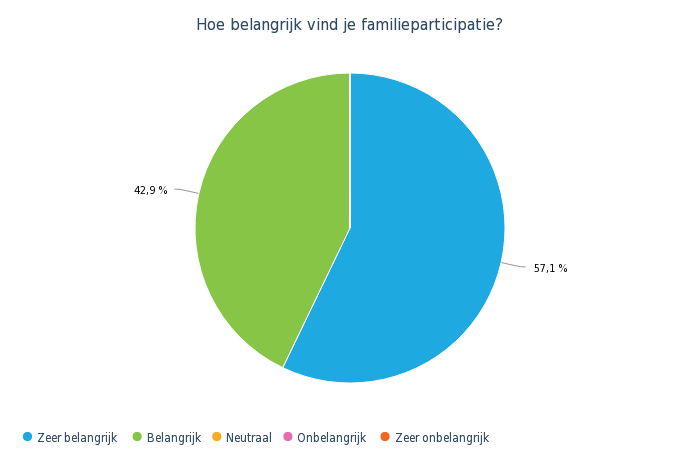 Hoe belangrijk vind je familieparticipatie?
42,9 %
57,1 %
Zeer belangrijk Belangrijk Neutraal Onbelangrijk Zeer onbelangrijk